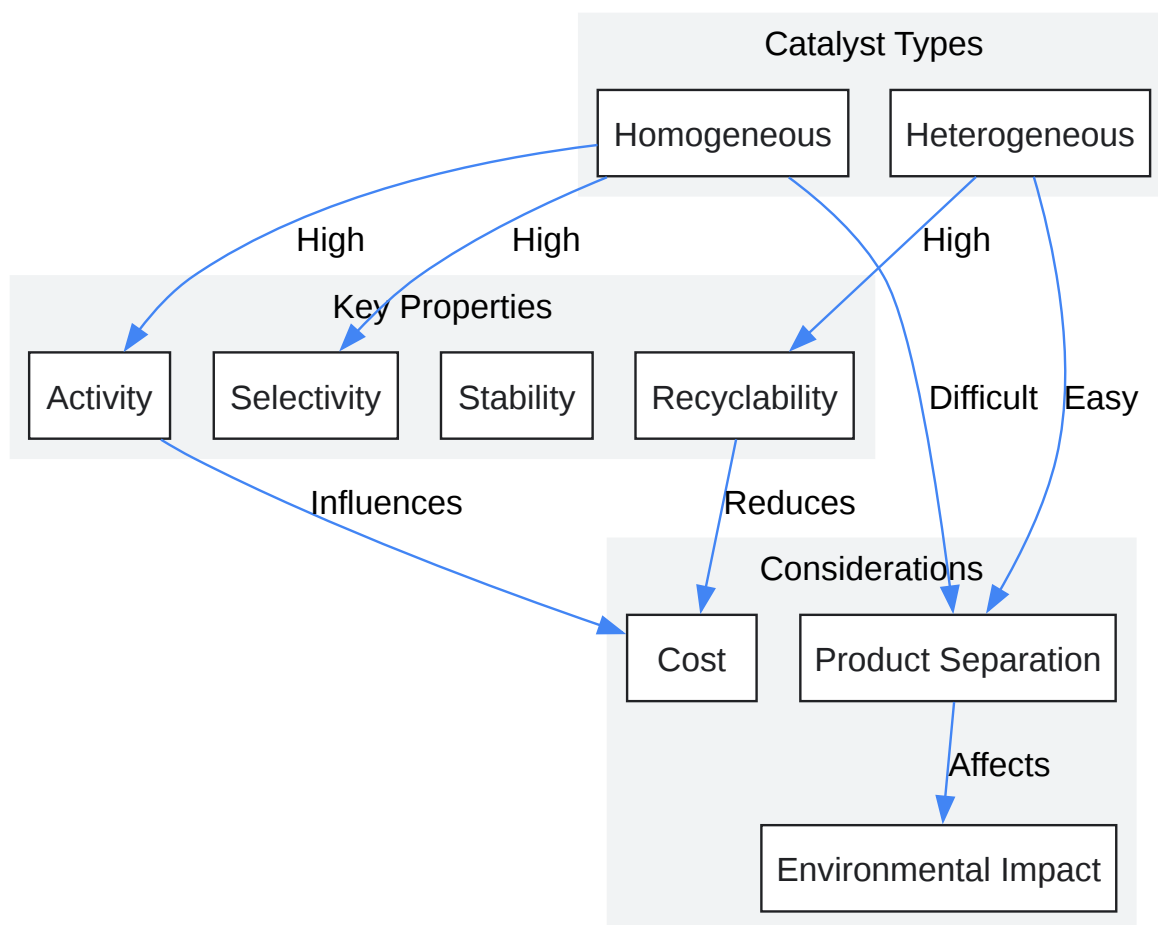 Catalyst Types
Homogeneous
Heterogeneous
High
High
High
Key Properties
Activity
Selectivity
Stability
Recyclability
Difficult
Easy
Influences
Reduces
Considerations
Cost
Product Separation
Affects
Environmental Impact